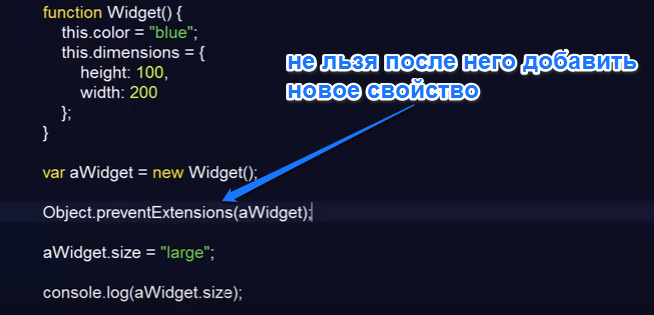 function Widget() {
this.color = "blue";
this.dimensions = {
height: 100,
width: 200
};
}
не льзя после него добавить
новое свойство
var aWidget = new Widget();
Object.preventExtensions(aWidget);
aWidget.size = "large";
console.log(aWidget.size);